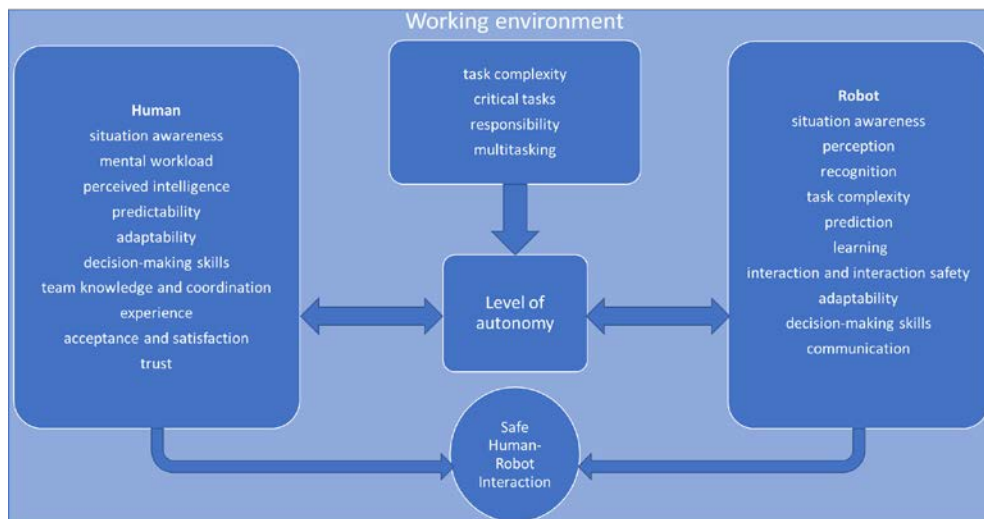 Working environment
Human
situation awareness
mental workload
perceived intelligence
predictability
adaptability
decision-making skills
team knowledge and coordination
experience
acceptance and satisfaction
trust
task complexity
critical tasks
responsibility
multitasking
Level of
autonomy
Robot
situation awareness
perception
recognition
task complexity
prediction
learning
interaction and interaction safety
adaptability
decision-making skills
communication
Safe
Human-
Robot
Interaction